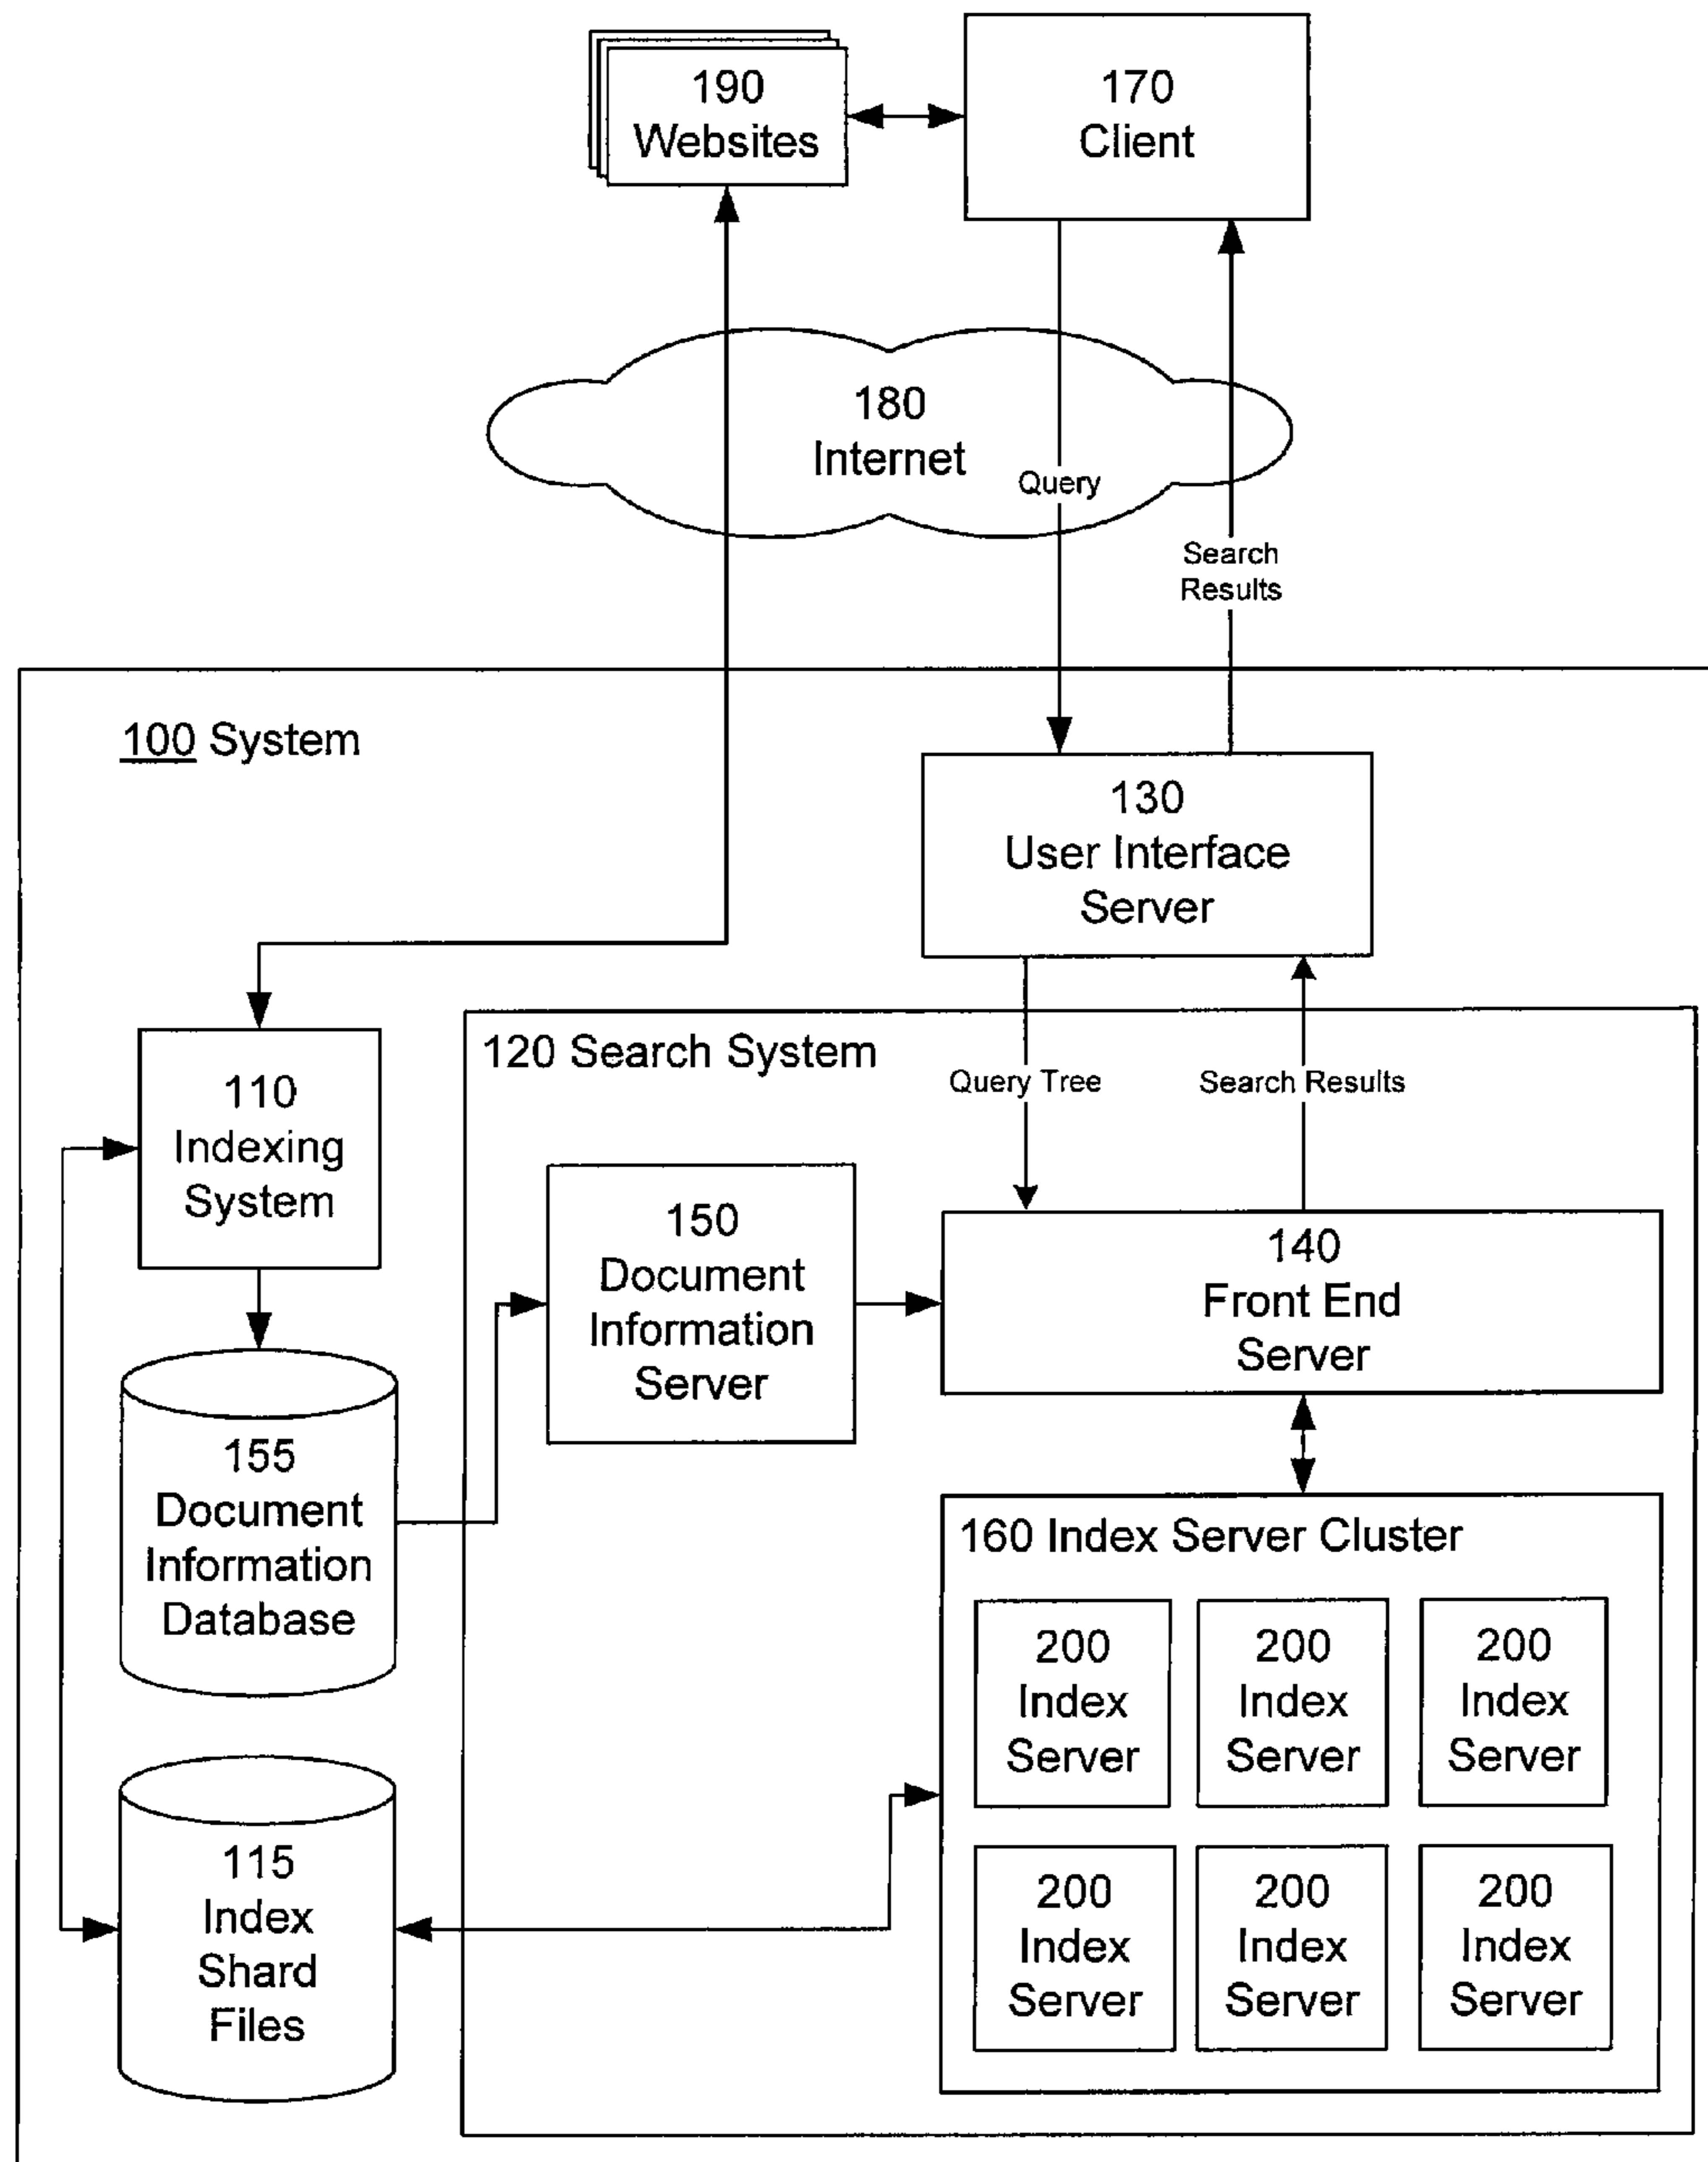 190
Websites
170
Client
180
Internet
Query
Search
Results
100 System
130
User Interface
Server
120 Search System
Query Tree
Search Results
110
Indexing
System
150
Document
Information
Server
140
Front End
Server
155
Document
Information
Database
160 Index Server Cluster
200
Index
Server
200
Index
Server
200
Index
Server
115
Index
Shard
Files
200
Index
Server
200
Index
Server
200
Index
Server